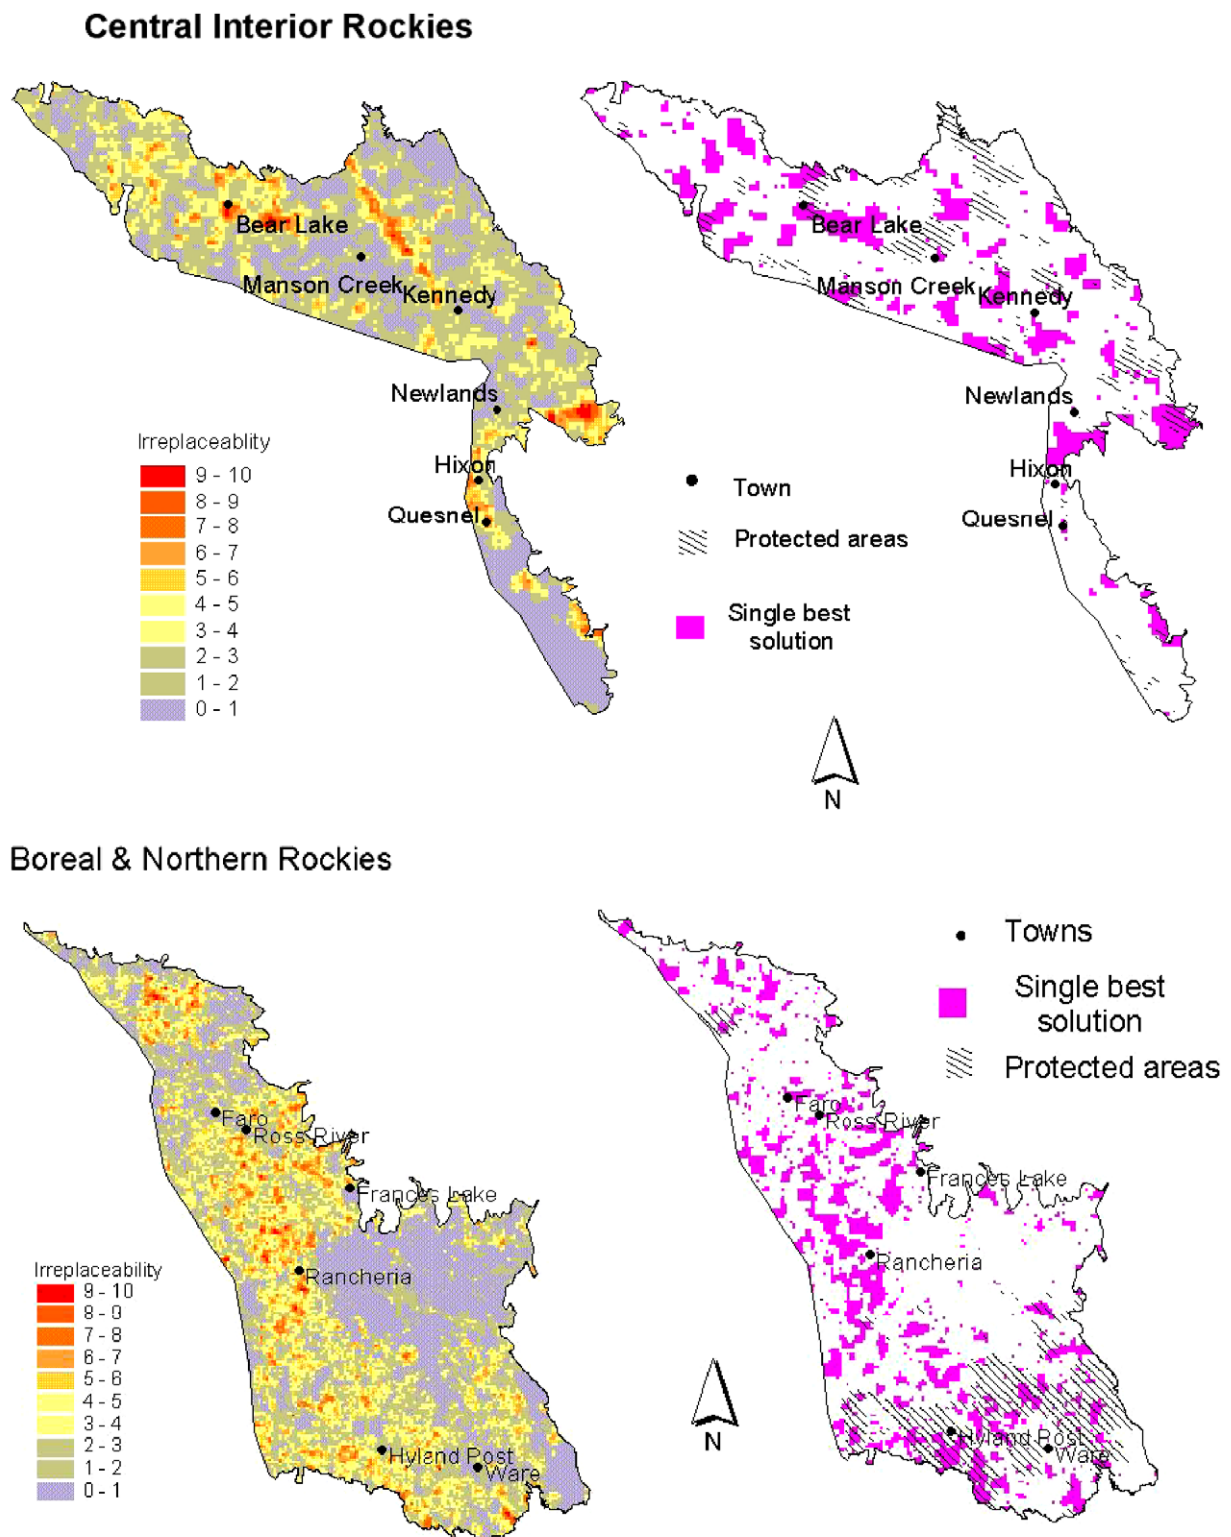 Central Interior Rockies
Bear Lake
Manson Creek
Kennedy
Newlands
Hixon
Quesnel
Irreplaceablity
9 - 10
8 - 9
7 - 8
6 - 7
5 - 6
4 - 5
3 - 4
2 - 3
1 - 2
0 - 1
Bear Lake
Manson Creek
Kennedy
Newlands
Hixon
Quesnel
Town
Protected areas
Single best
solution
N
Boreal & Northern Rockies
Faro
Ross River
Frances Lake
Rancheria
Hyland Post
Ware
Irreplaceability
9 - 10
8 - 9
7 - 8
6 - 7
5 - 6
4 - 5
3 - 4
2 - 3
1 - 2
0 - 1
Faro
Ross River
Frances Lake
Rancheria
Hyland Post
Ware
Towns
Single best
solution
Protected areas
N